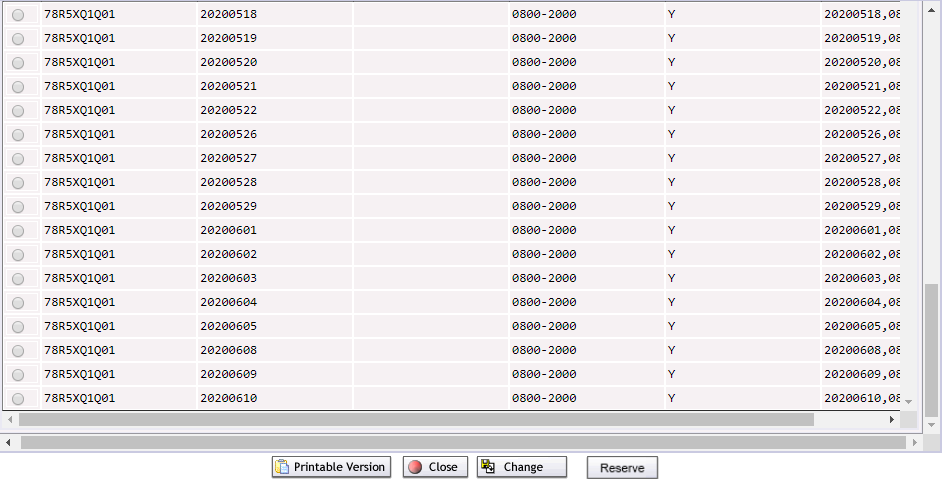 78R5XQ1Q01 20200518 0800-2000 Y 20200518,08
78R5XQ1Q01 20200519 0800-2000 Y 20200519,08
78R5XQ1Q01 20200520 0800-2000 Y 20200520,08
78R5XQ1Q01 20200521 0800-2000 Y 20200521,08
78R5XQ1Q01 20200522 0800-2000 Y 20200522,08
78R5XQ1Q01 20200526 0800-2000 Y 20200526,08
78R5XQ1Q01 20200527 0800-2000 Y 20200527,08
78R5XQ1Q01 20200528 0800-2000 Y 20200528,08
78R5XQ1Q01 20200529 0800-2000 Y 20200529,08
78R5XQ1Q01 20200601 0800-2000 Y 20200601,08
78R5XQ1Q01 20200602 0800-2000 Y 20200602,08
78R5XQ1Q01 20200603 0800-2000 Y 20200603,08
78R5XQ1Q01 20200604 0800-2000 Y 20200604,08
78R5XQ1Q01 20200605 0800-2000 Y 20200605,08
78R5XQ1Q01 20200608 0800-2000 Y 20200608,08
78R5XQ1Q01 20200609 0800-2000 Y 20200609,08
78R5XQ1Q01 20200610 0800-2000 Y 20200610,08
Printable Version Close Change Reserve